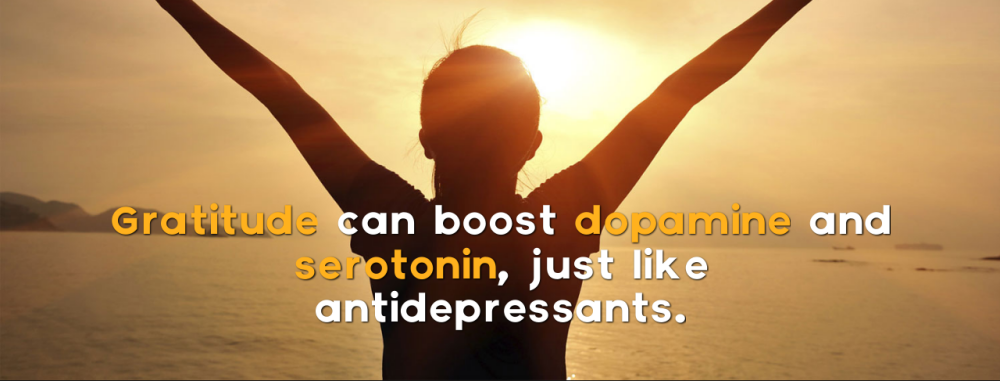 Gratitude can boost dopamine and
serotonin, just like
antidepressants.